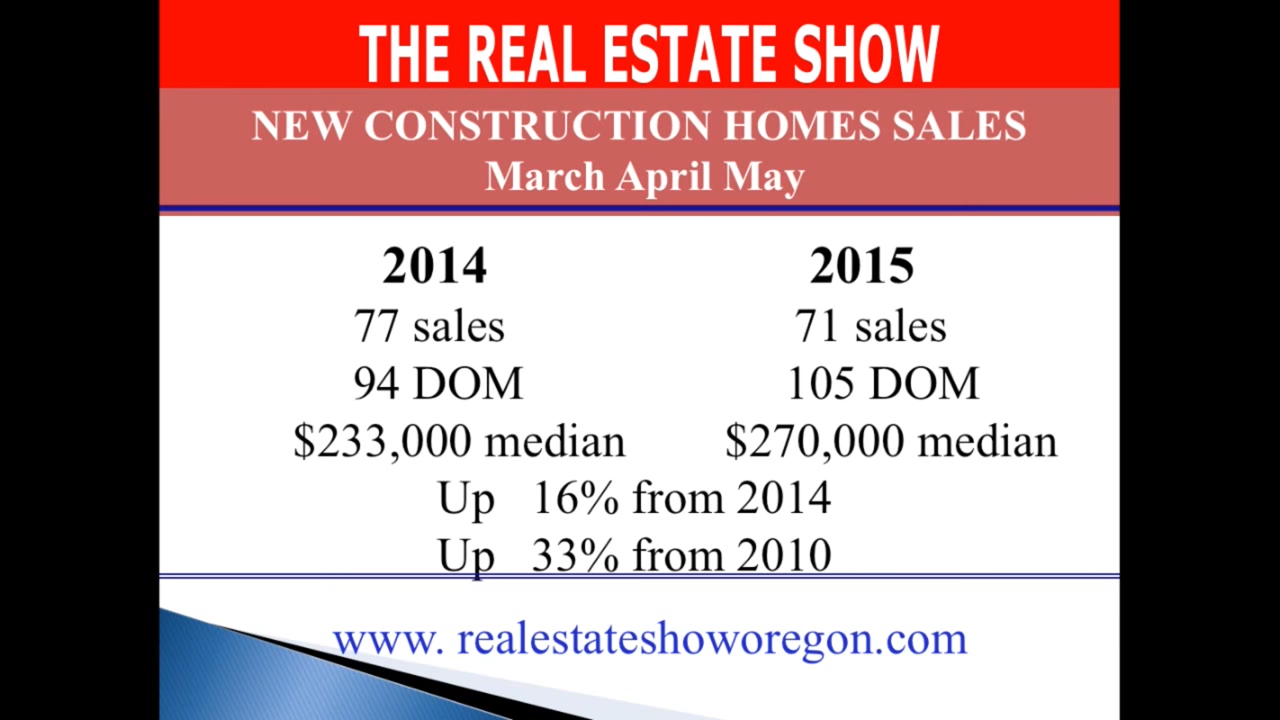 THE REAL ESTATE SHOW
NEW CONSTRUCTION HOMES SALES
March April May
2014 2015
77 sales 71 sales
94 DOM 105 DOM
$233,000 median $270,000 median
Up 16% from 2014
Up 33% from 2010
www. realestateshoworegon.com